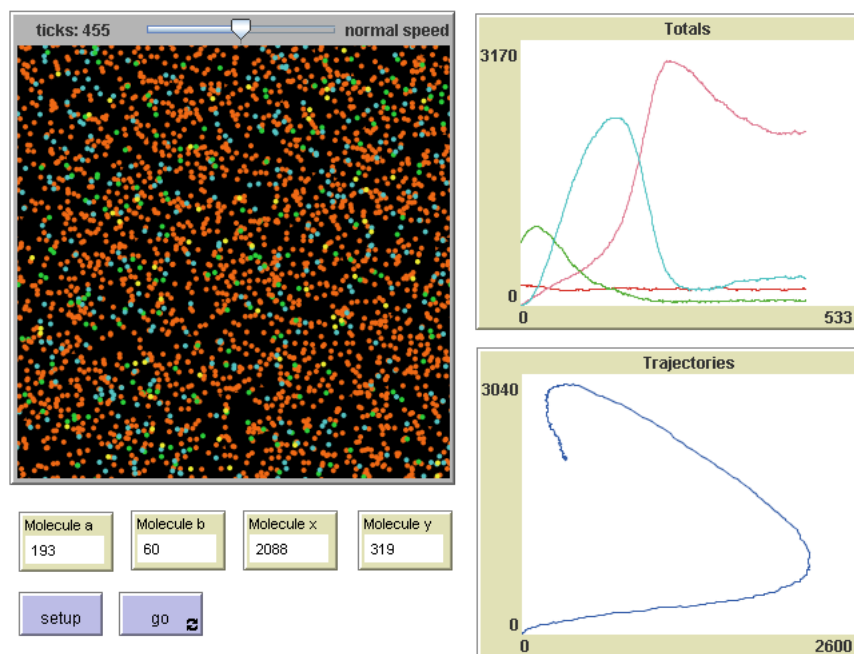 ticks: 455 normal speed
Totals
3170
0
0 533
Trajectories
3040
0
0 2600
Molecule a
193
Molecule b
60
Molecule x
2088
Molecule y
319
setup
go